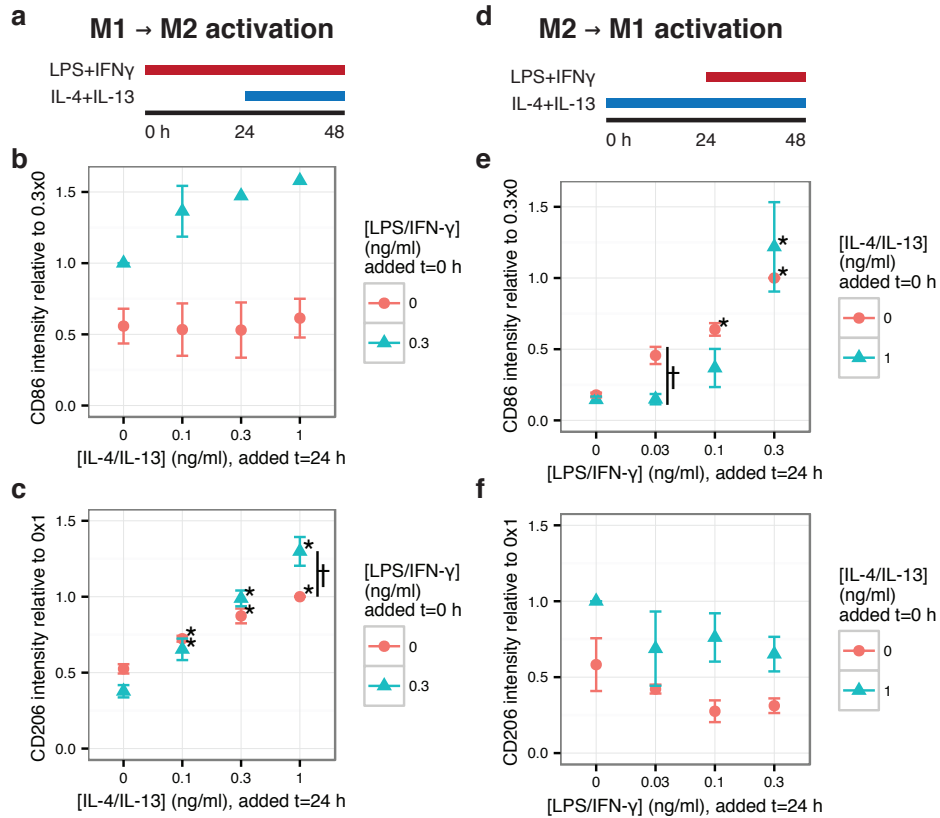 a
M1 → M2 activation
LPS+IFNγ
IL-4+IL-13
0 h 24 48
b
CD86 intensity relative to 0.3x0
1.5
1.0
0.5
0.0
0 0.1 0.3 1
[IL-4/IL-13] (ng/ml), added t=24 h
[LPS/IFN-γ]
(ng/ml)
added t=0 h
0
0.3
c
CD206 intensity relative to 0x1
1.5
1.0
0.5
0.0
* * * * * * †
0 0.1 0.3 1
[IL-4/IL-13] (ng/ml), added t=24 h
[LPS/IFN-γ]
(ng/ml)
added t=0 h
0
0.3
d
M2 → M1 activation
LPS+IFNγ
IL-4+IL-13
0 h 24 48
e
CD86 intensity relative to 0.3x0
1.5
1.0
0.5
0.0
† * * *
0 0.03 0.1 0.3
[LPS/IFN-γ] (ng/ml), added t=24 h
[IL-4/IL-13]
(ng/ml)
added t=0 h
0
1
f
CD206 intensity relative to 0x1
1.5
1.0
0.5
0.0
0 0.03 0.1 0.3
[LPS/IFN-γ] (ng/ml), added t=24 h
[IL-4/IL-13]
(ng/ml)
added t=0 h
0
1